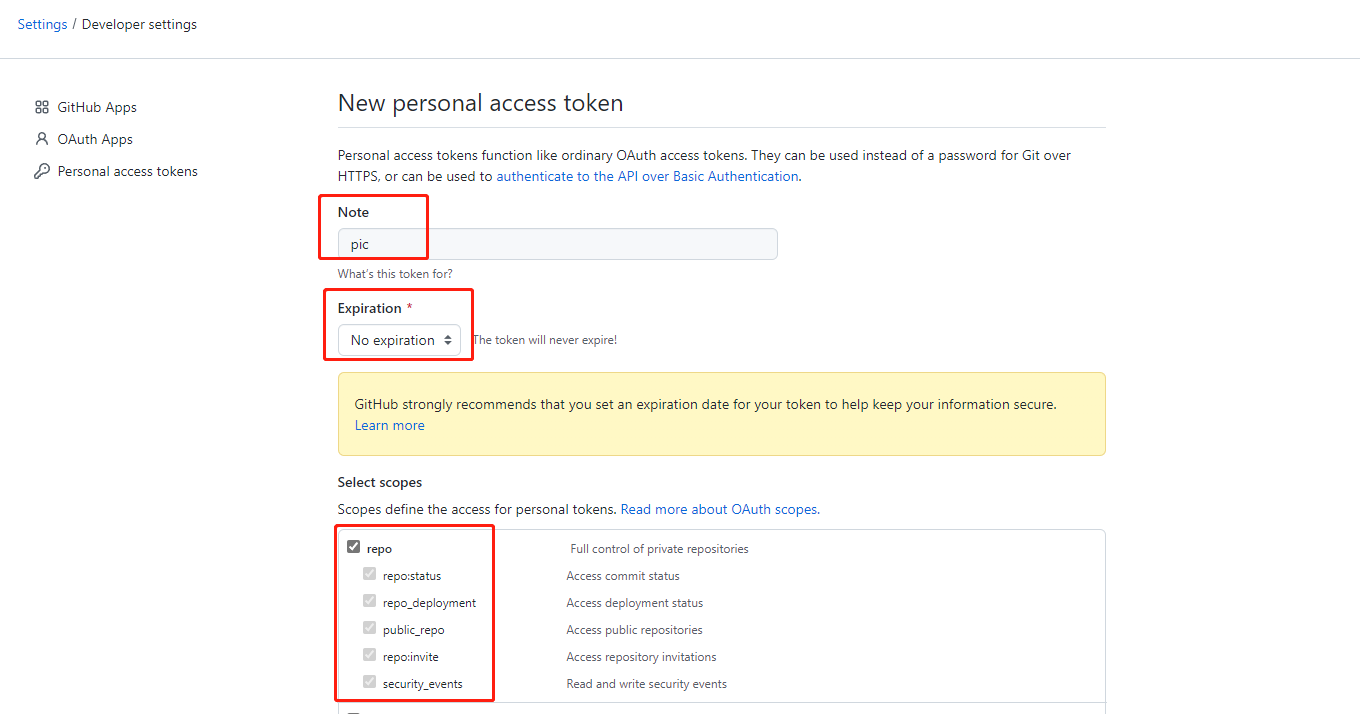 Settings / Developer settings
GitHub Apps
OAuth Apps
Personal access tokens
New personal access token
Personal access tokens function like ordinary OAuth access tokens. They can be used instead of a password for Git over
HTTPS, or can be used to authenticate to the API over Basic Authentication.
Note
pic
What's this token for?
Expiration *
No expiration The token will never expire!
GitHub strongly recommends that you set an expiration date for your token to help keep your information secure.
Learn more
Select scopes
Scopes define the access for personal tokens. Read more about OAuth scopes.
repo Full control of private repositories
repo:status Access commit status
repo_deployment Access deployment status
public_repo Access public repositories
repo:invite Access repository invitations
security_events Read and write security events